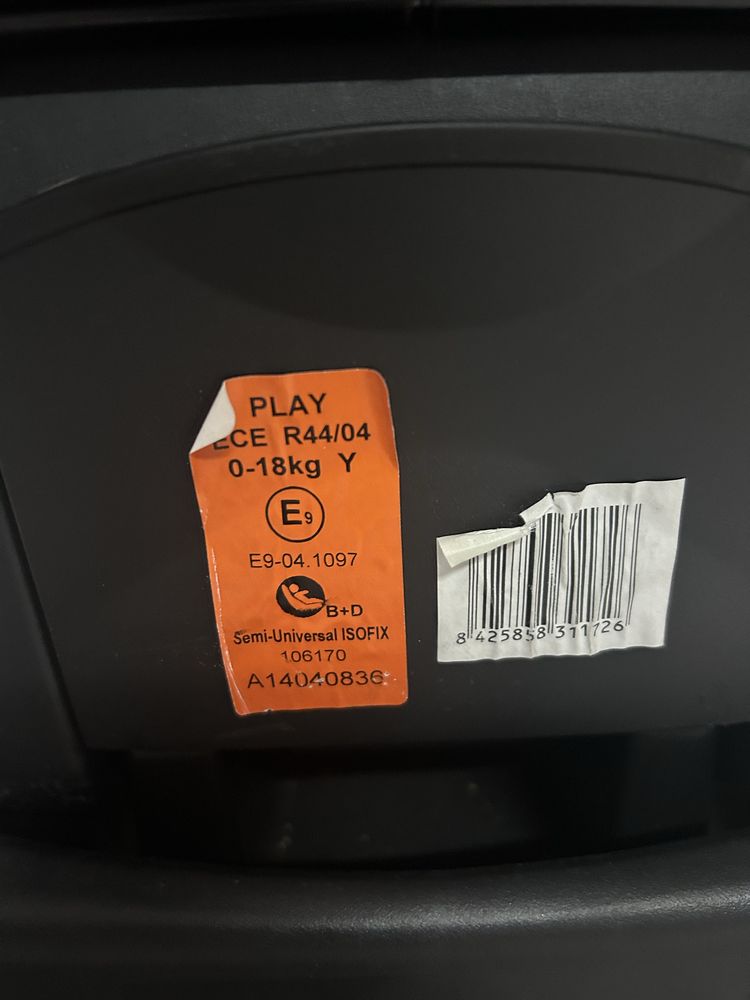 PLAY
ECE R44/04
0-18kg Y
E9
E9-04.1097
B+D
Semi-Universal ISOFIX
106170
A14040836
8 425858 311726